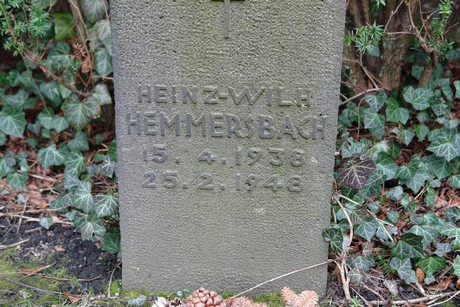 HEINZ-WILH
HEMMERSBACH
15. 4. 1938
25. 2. 1948